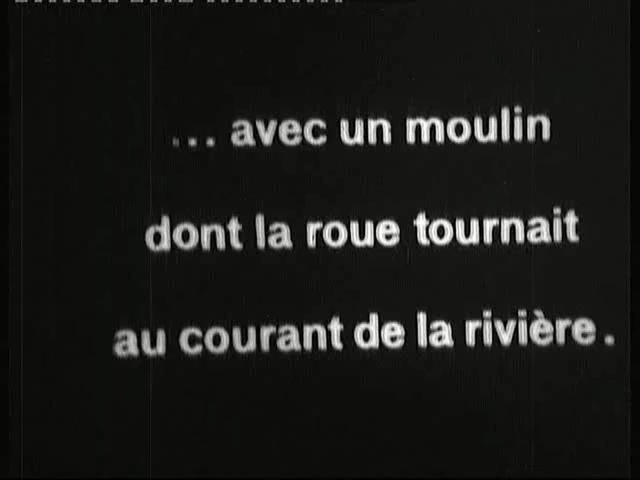 ... avec un moulin
dont la roue tournait
au courant de la rivière.